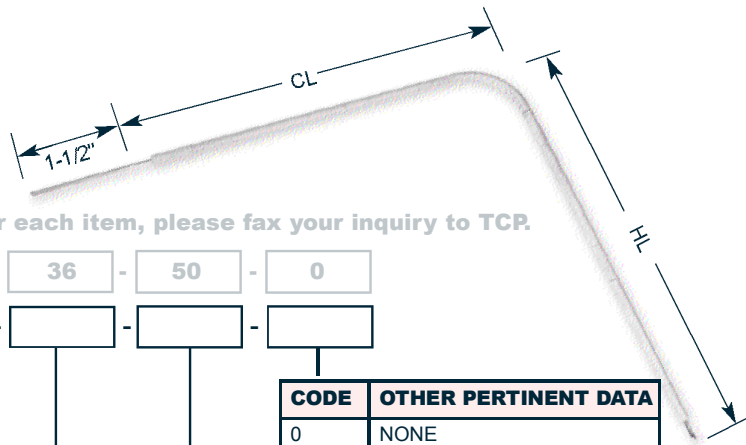 CL
1-1/2"
HL
r each item, please fax your inquiry to TCP.
36 - 50 - 0
- - -
CODE OTHER PERTINENT DATA
0 NONE